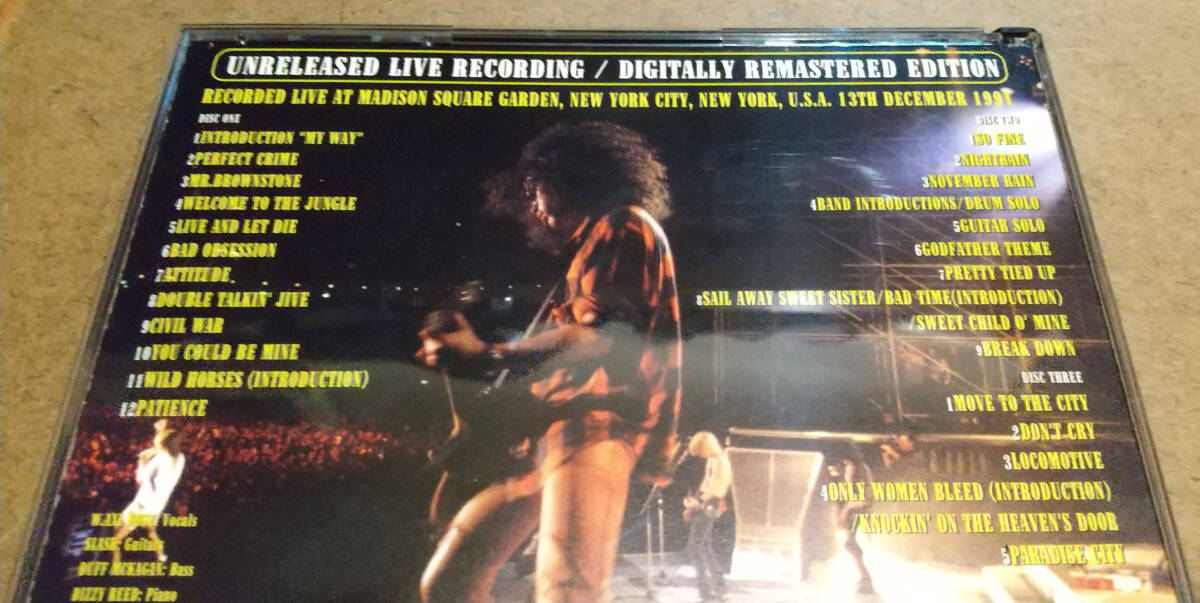 UNRELEASED LIVE RECORDING / DIGITALLY REMASTERED EDITION
RECORDED LIVE AT MADISON SQUARE GARDEN, NEW YORK CITY, NEW YORK, U.S.A. 13TH DECEMBER 1991
DISC ONE
1INTRODUCTION "MY WAY"
2PERFECT CRIME
3MR.BROWNSTONE
4WELCOME TO THE JUNGLE
5LIVE AND LET DIE
6BAD OBSESSION
7ATTITUDE
8DOUBLE TALKIN' JIVE
9CIVIL WAR
10YOU COULD BE MINE
11WILD HORSES (INTRODUCTION)
12PATIENCE
DISC TWO
1SO FINE
2NIGHTRAIN
3NOVEMBER RAIN
4BAND INTRODUCTIONS/DRUM SOLO
5GUITAR SOLO
6GODFATHER THEME
7PRETTY TIED UP
8SAIL AWAY SWEET SISTER/BAD TIME(INTRODUCTION)
/SWEET CHILD O' MINE
9BREAK DOWN
DISC THREE
1MOVE TO THE CITY
2DON'T CRY
3LOCOMOTIVE
4ONLY WOMEN BLEED (INTRODUCTION)
/KNOCKIN' ON THE HEAVEN'S DOOR
5PARADISE CITY
W.AXL ROSE: Vocals
SLASH: Guitars
DUFF MCKAGAN: Bass
DIZZY REED: Piano